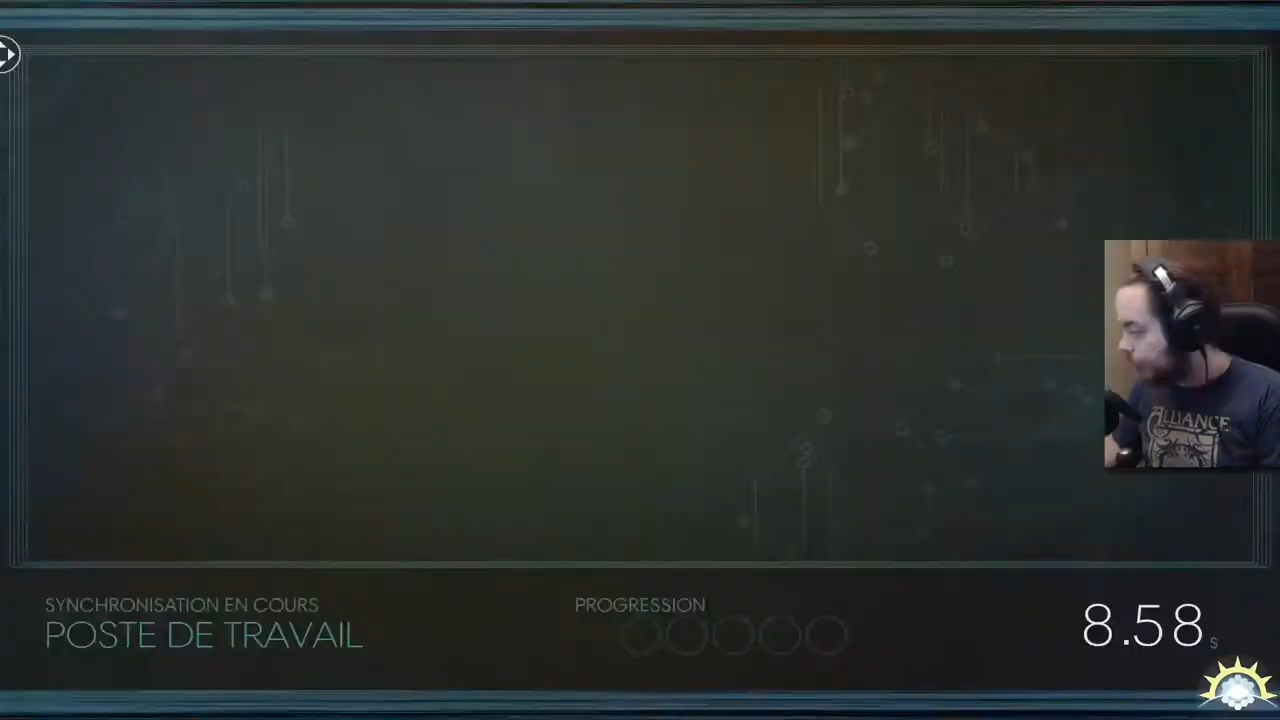 ALLIANCE
SYNCHRONISATION EN COURS
POSTE DE TRAVAIL
PROGRESSION
8.58 s